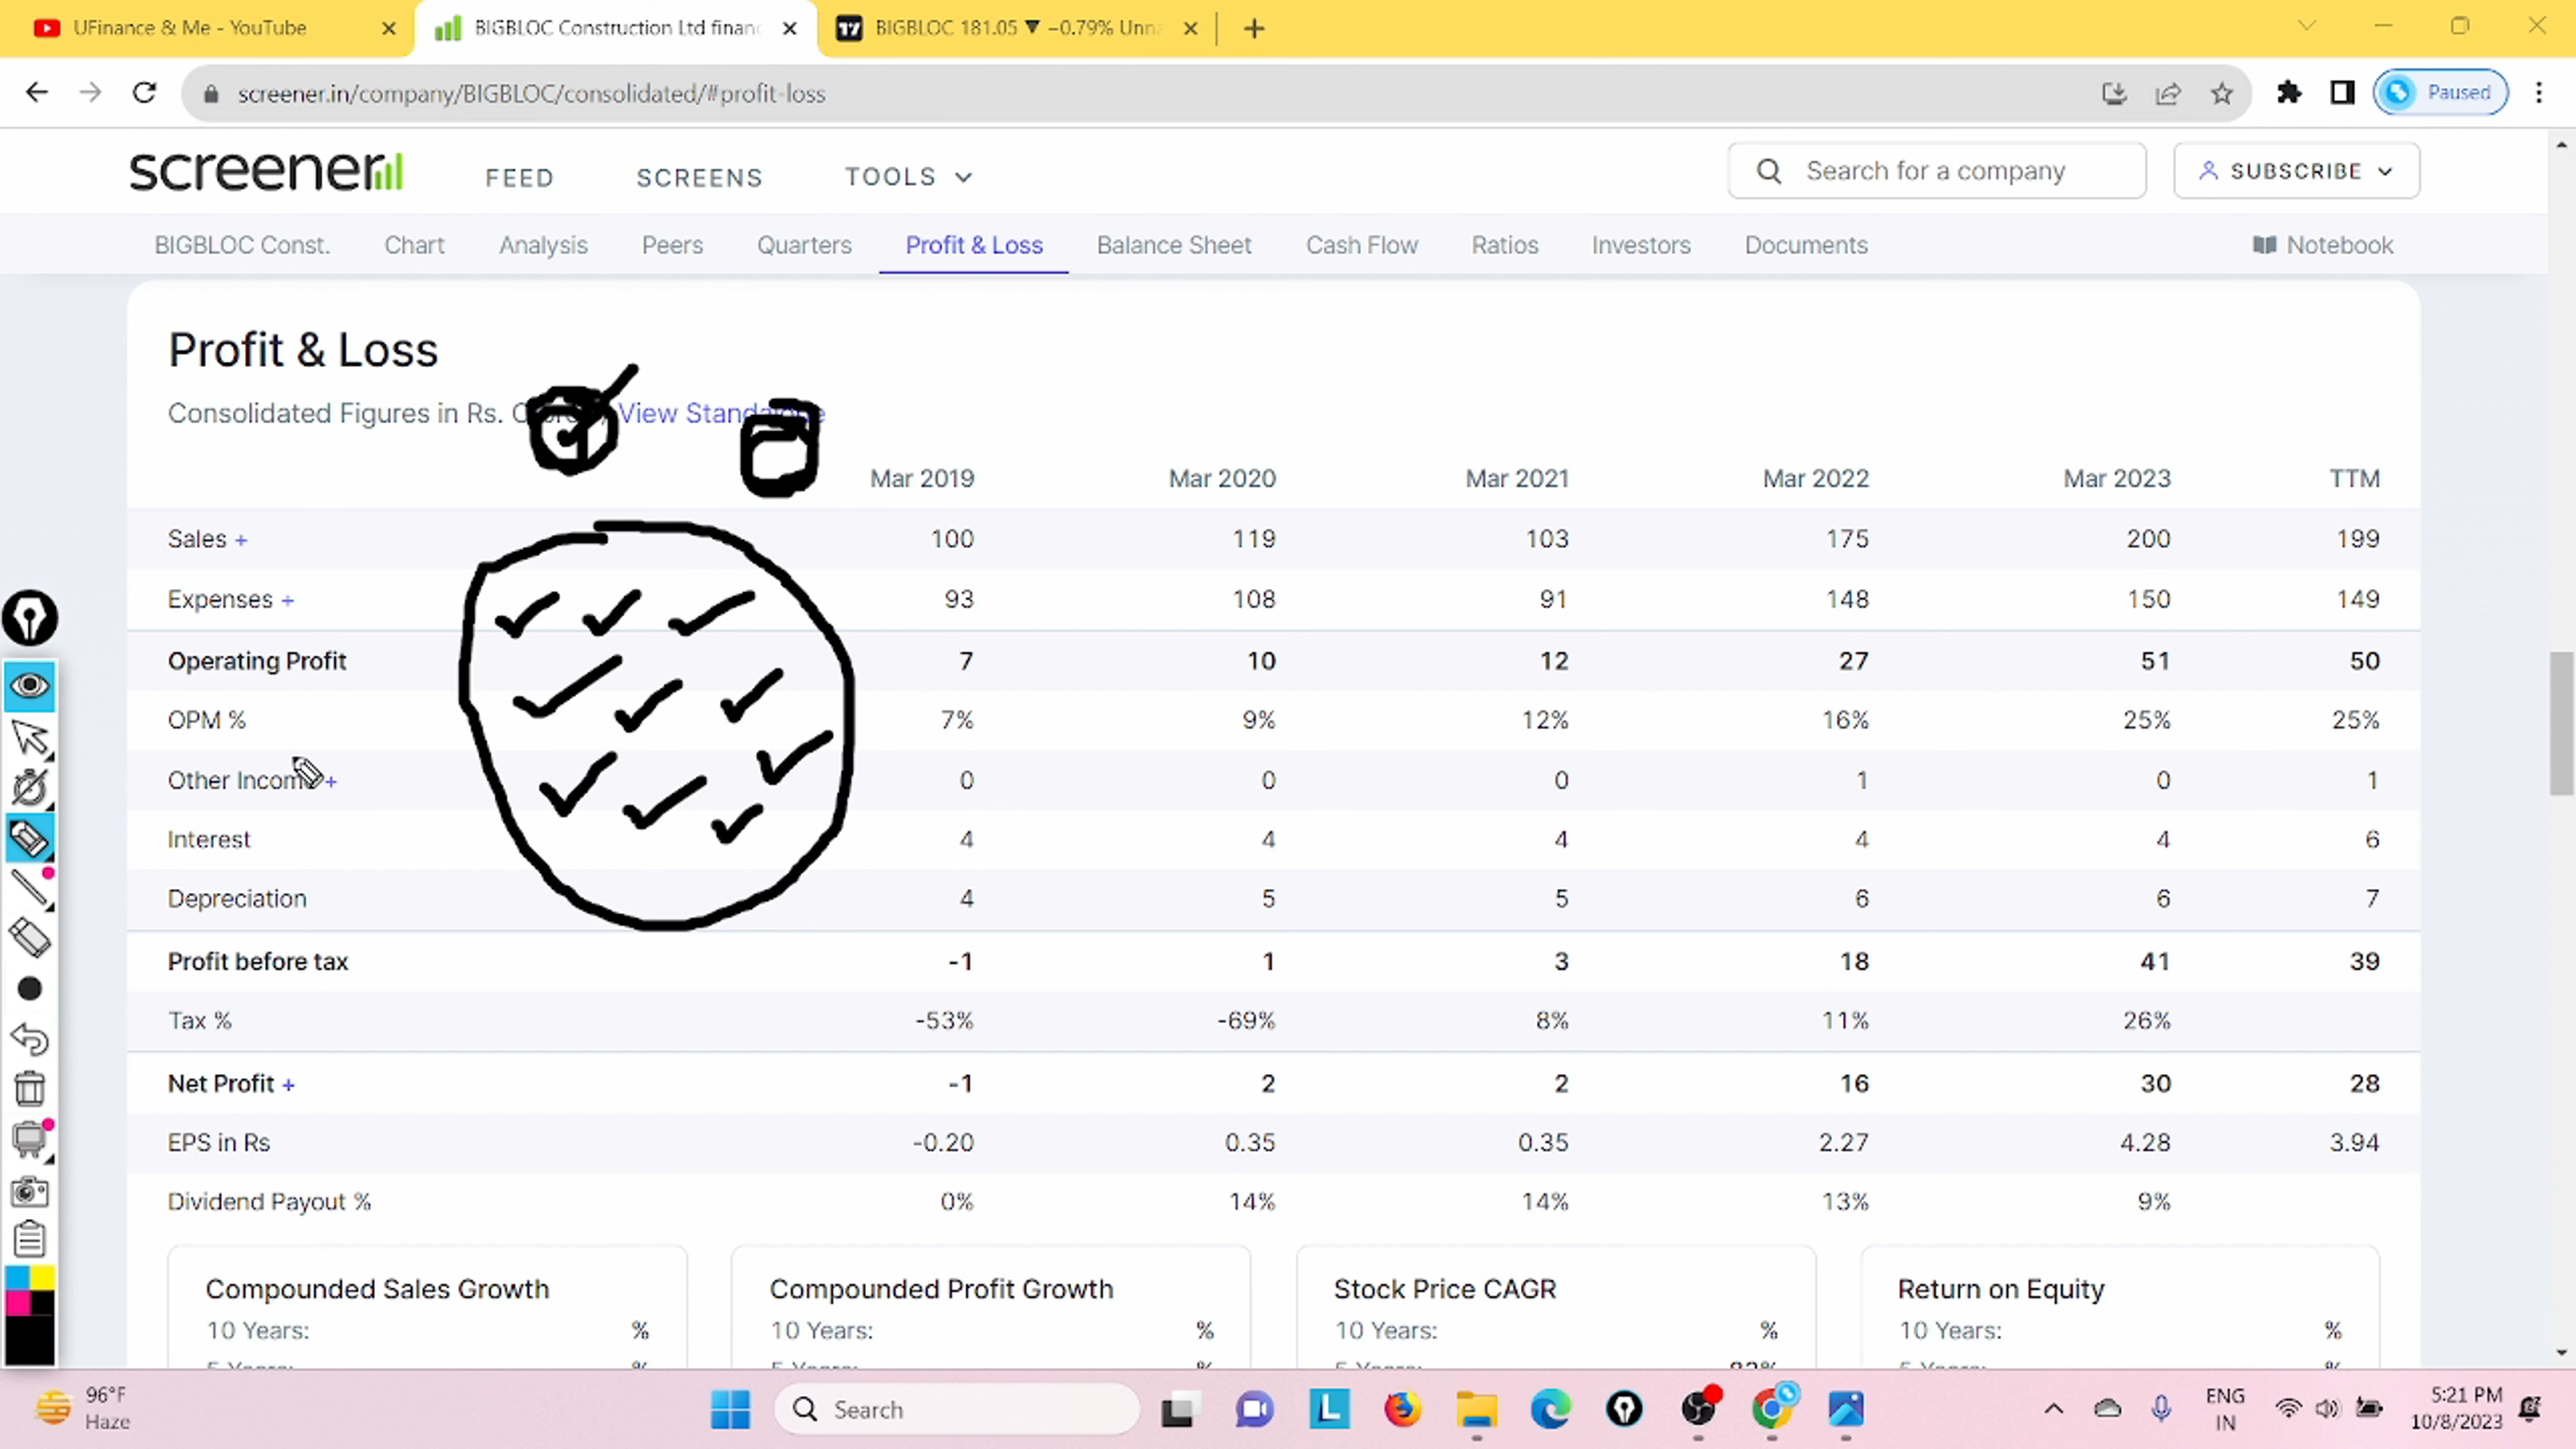 UFinance & Me - YouTube
BIGBLOC Construction Ltd finan
BIGBLOC 181.05 ▼ −0.79% Unn
screener.in/company/BIGBLOC/consolidated/#profit-loss
Paused
screener
FEED SCREENS TOOLS
Search for a company
SUBSCRIBE
BIGBLOC Const. Chart Analysis Peers Quarters Profit & Loss Balance Sheet Cash Flow Ratios Investors Documents Notebook
Profit & Loss
Consolidated Figures in Rs. View
Mar 2019 Mar 2020 Mar 2021 Mar 2022 Mar 2023 TTM
Sales + 100 119 103 175 200 199
Expenses + 93 108 91 148 150 149
Operating Profit 7 10 12 27 51 50
OPM % 7% 9% 12% 16% 25% 25%
Other Income + 0 0 0 1 0 1
Interest 4 4 4 4 4 6
Depreciation 4 5 5 6 6 7
Profit before tax -1 1 3 18 41 39
Tax % -53% -69% 8% 11% 26%
Net Profit + -1 2 2 16 30 28
EPS in Rs -0.20 0.35 0.35 2.27 4.28 3.94
Dividend Payout % 0% 14% 14% 13% 9%
Compounded Sales Growth
10 Years: %
Compounded Profit Growth
10 Years: %
Stock Price CAGR
10 Years: %
Return on Equity
10 Years: %
96°F
Haze
Search
ENG
IN
5:21 PM
10/8/2023